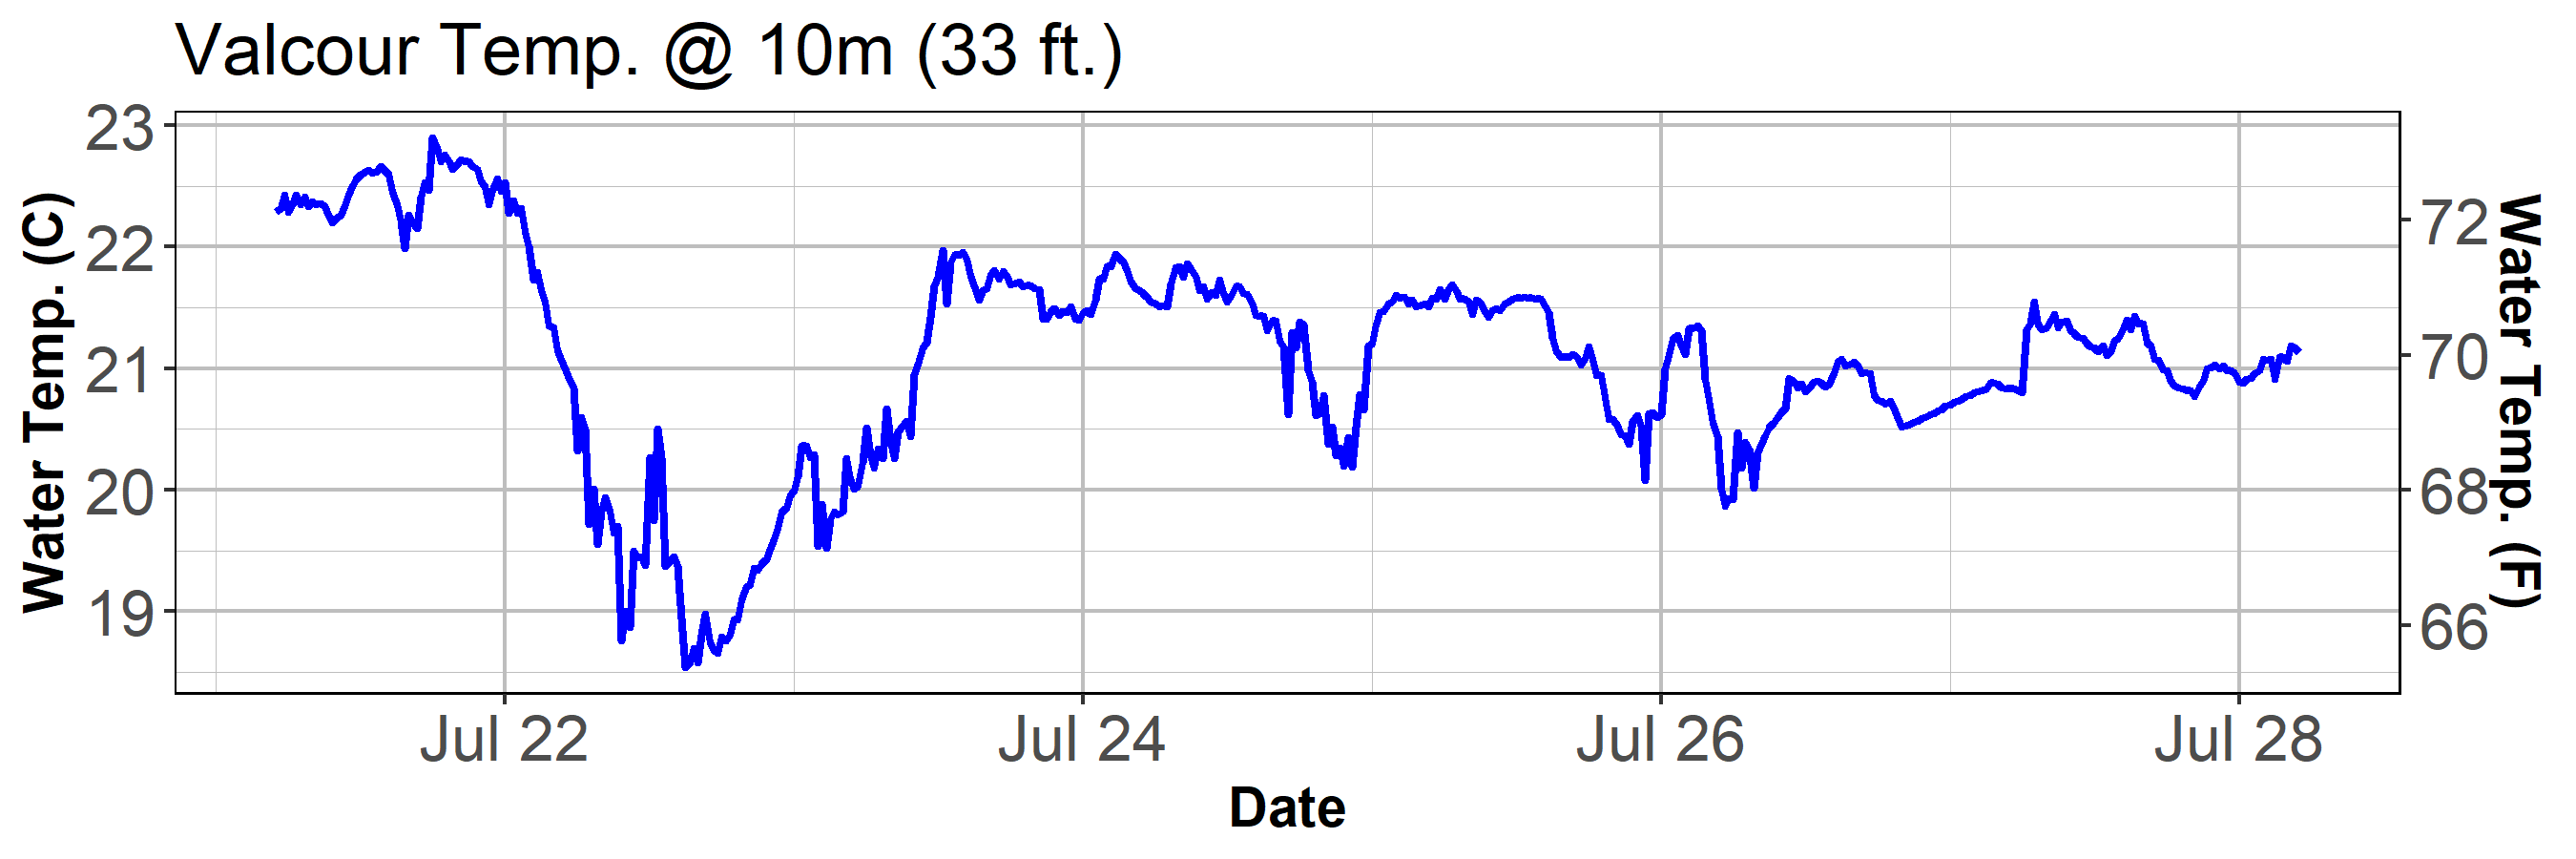 Valcour Temp. @ 10m (33 ft.)
Water Temp. (C)
23
22
21
20
19
72
70
68
66
Water Temp. (F)
Jul 22 Jul 24 Jul 26 Jul 28
Date